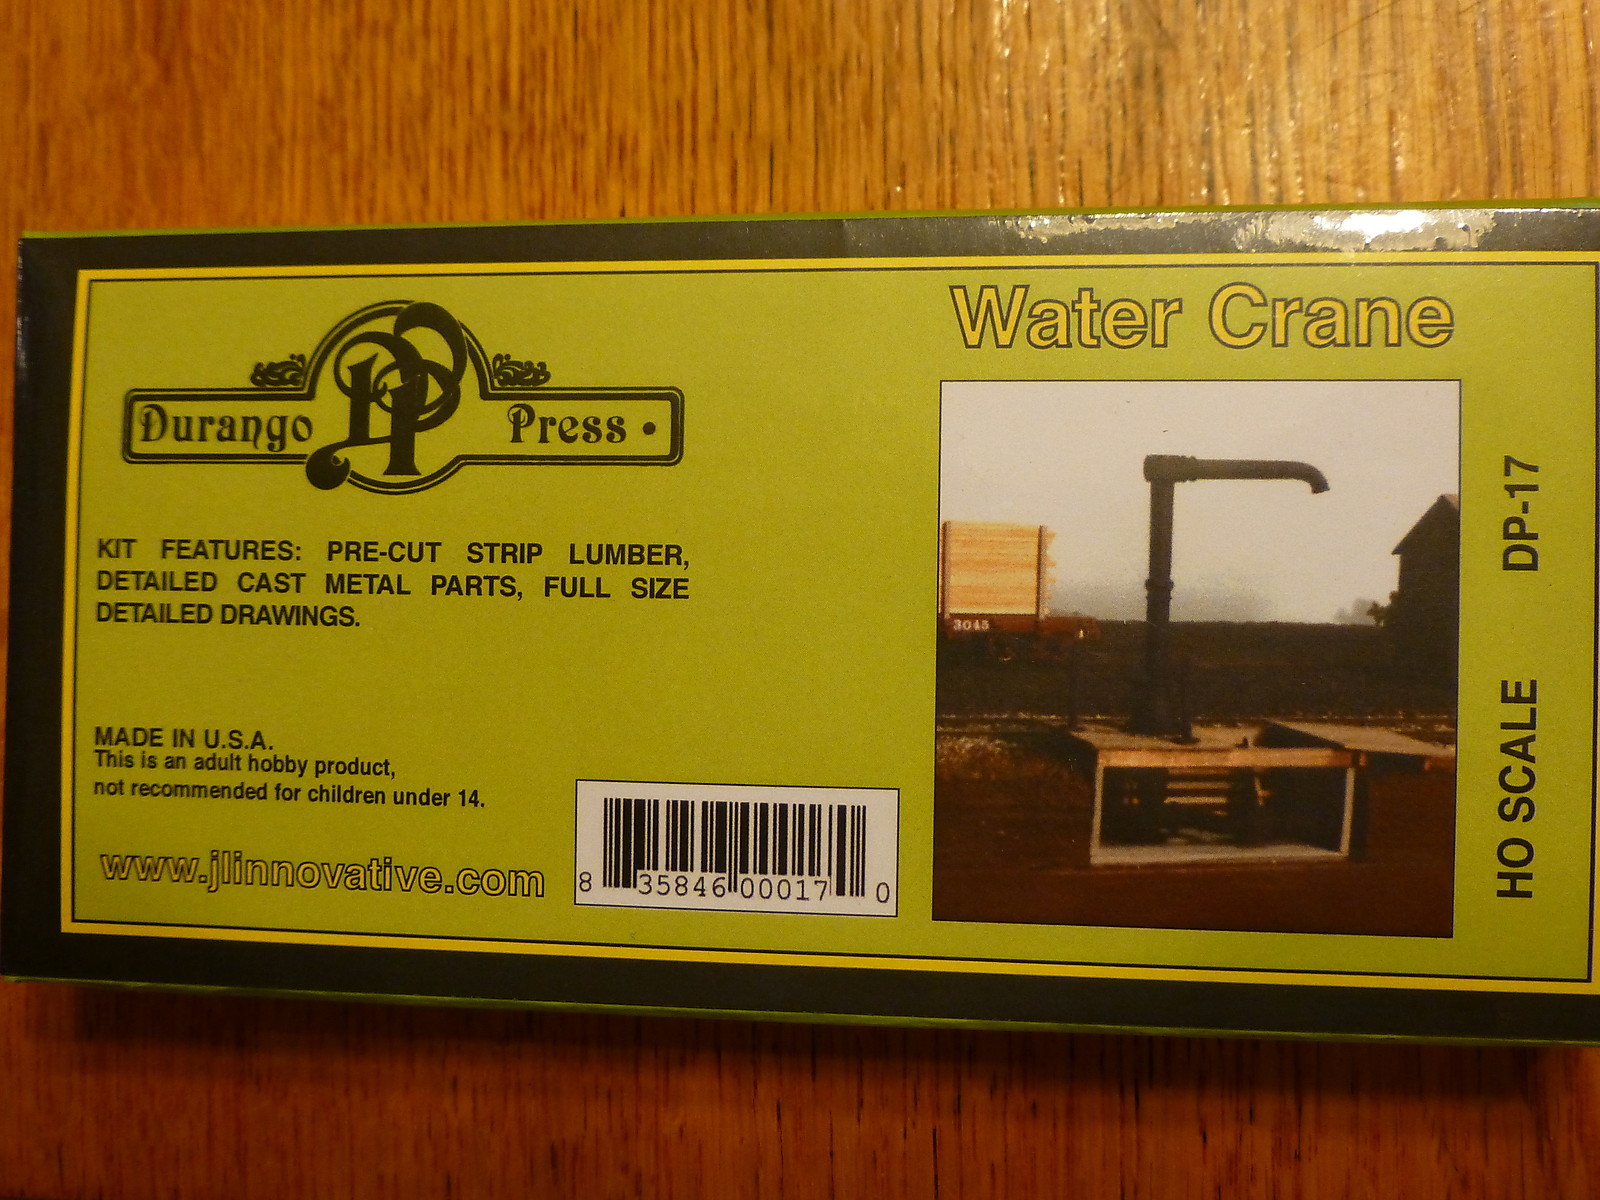 Durango DP Press •
Water Crane
KIT FEATURES: PRE-CUT STRIP LUMBER,
DETAILED CAST METAL PARTS, FULL SIZE
DETAILED DRAWINGS.
MADE IN U.S.A.
This is an adult hobby product,
not recommended for children under 14.
www.jlinnovative.com
8 35846 00017 0
3045
HO SCALE DP-17